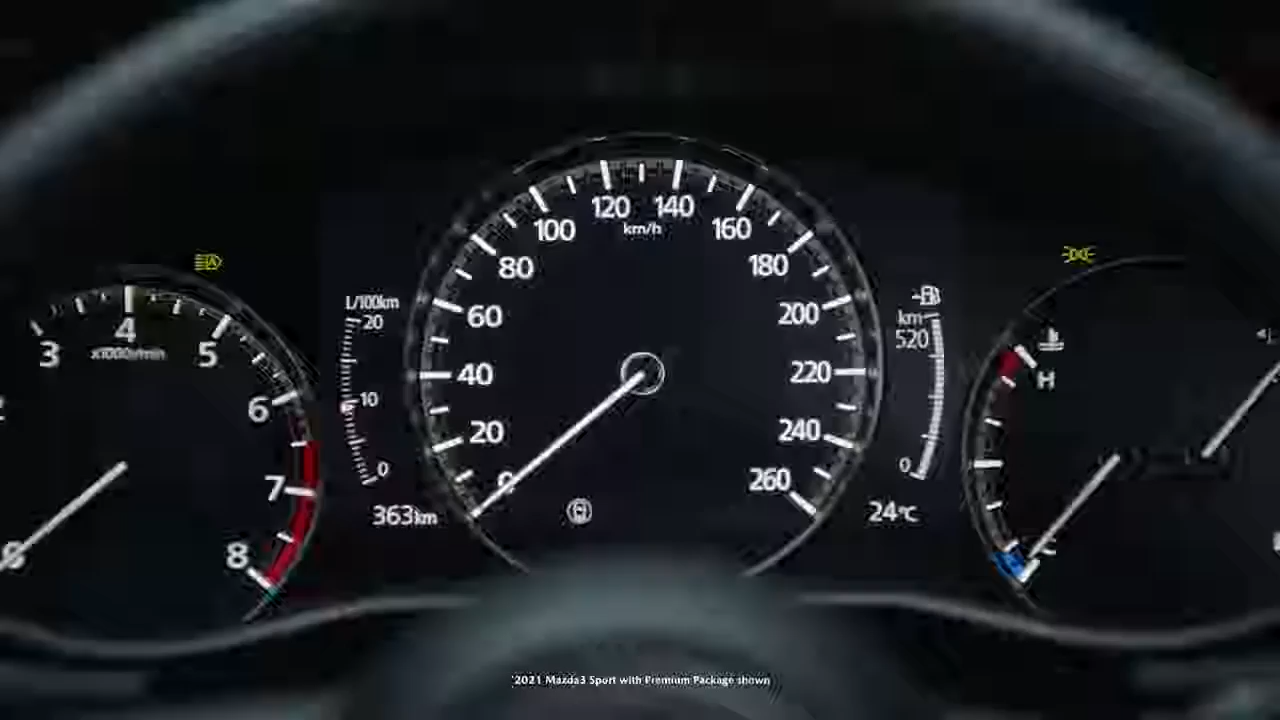 120 140
km/h
100 160
80 180
60 200
40 220
20 240
0 260
3 4 5
x1000r/min
6
7
8
L/100km
20
10
0
363km
km
520
0
24°C
H
C
2021 Mazda3 Sport with Premium Package shown